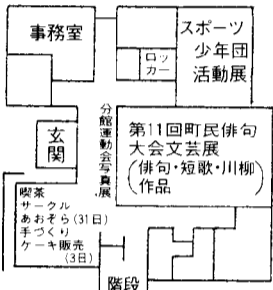 事務室
ロッカー
スポーツ
少年団
活動展
分館運動会写真展
玄関
第11回町民俳句
大会文芸展
(俳句・短歌・川柳
作品)
喫茶
サークル
あおぞら(31日)
手づくり
ケーキ販売
(3日)
階段